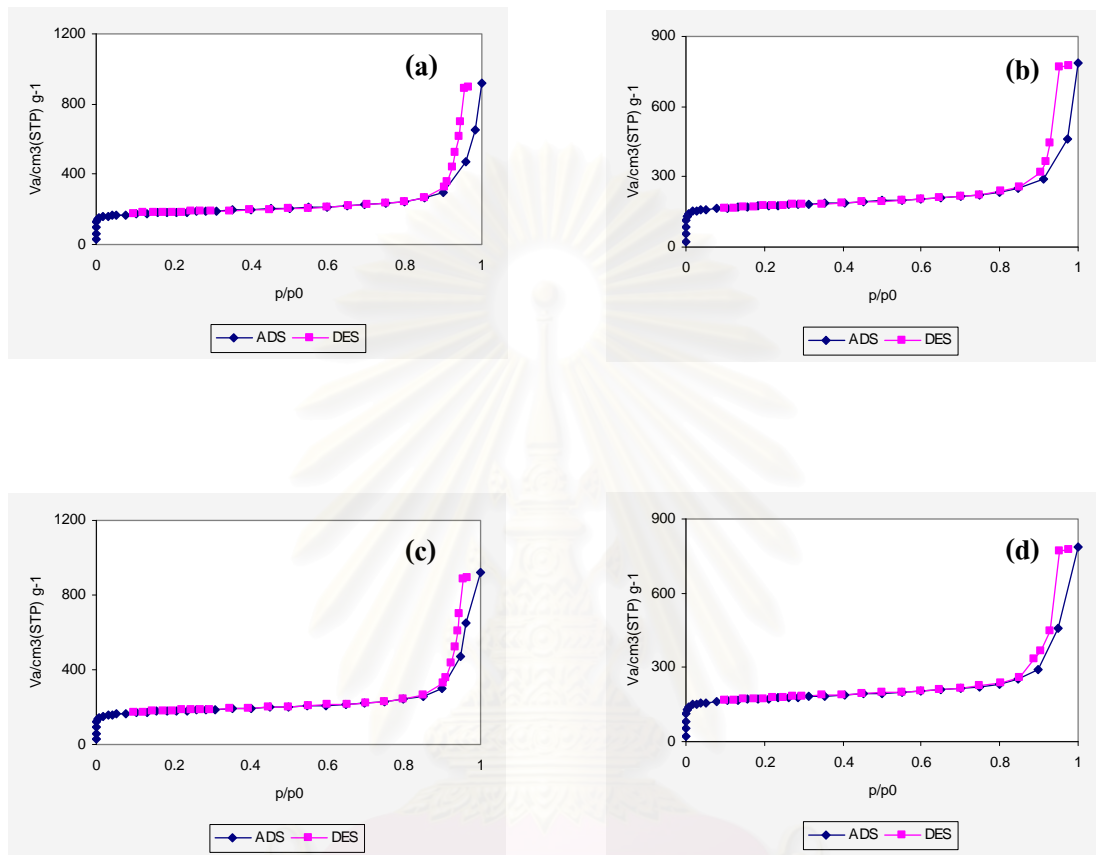 (a)
Va/cm3(STP) g-1
1200
800
400
0
0 0.2 0.4 0.6 0.8 1
p/p0
ADS DES
(b)
Va/cm3(STP) g-1
900
600
300
0
0 0.2 0.4 0.6 0.8 1
p/p0
ADS DES
(c)
Va/cm3(STP) g-1
1200
800
400
0
0 0.2 0.4 0.6 0.8 1
p/p0
ADS DES
(d)
Va/cm3(STP) g-1
900
600
300
0
0 0.2 0.4 0.6 0.8 1
p/p0
ADS DES